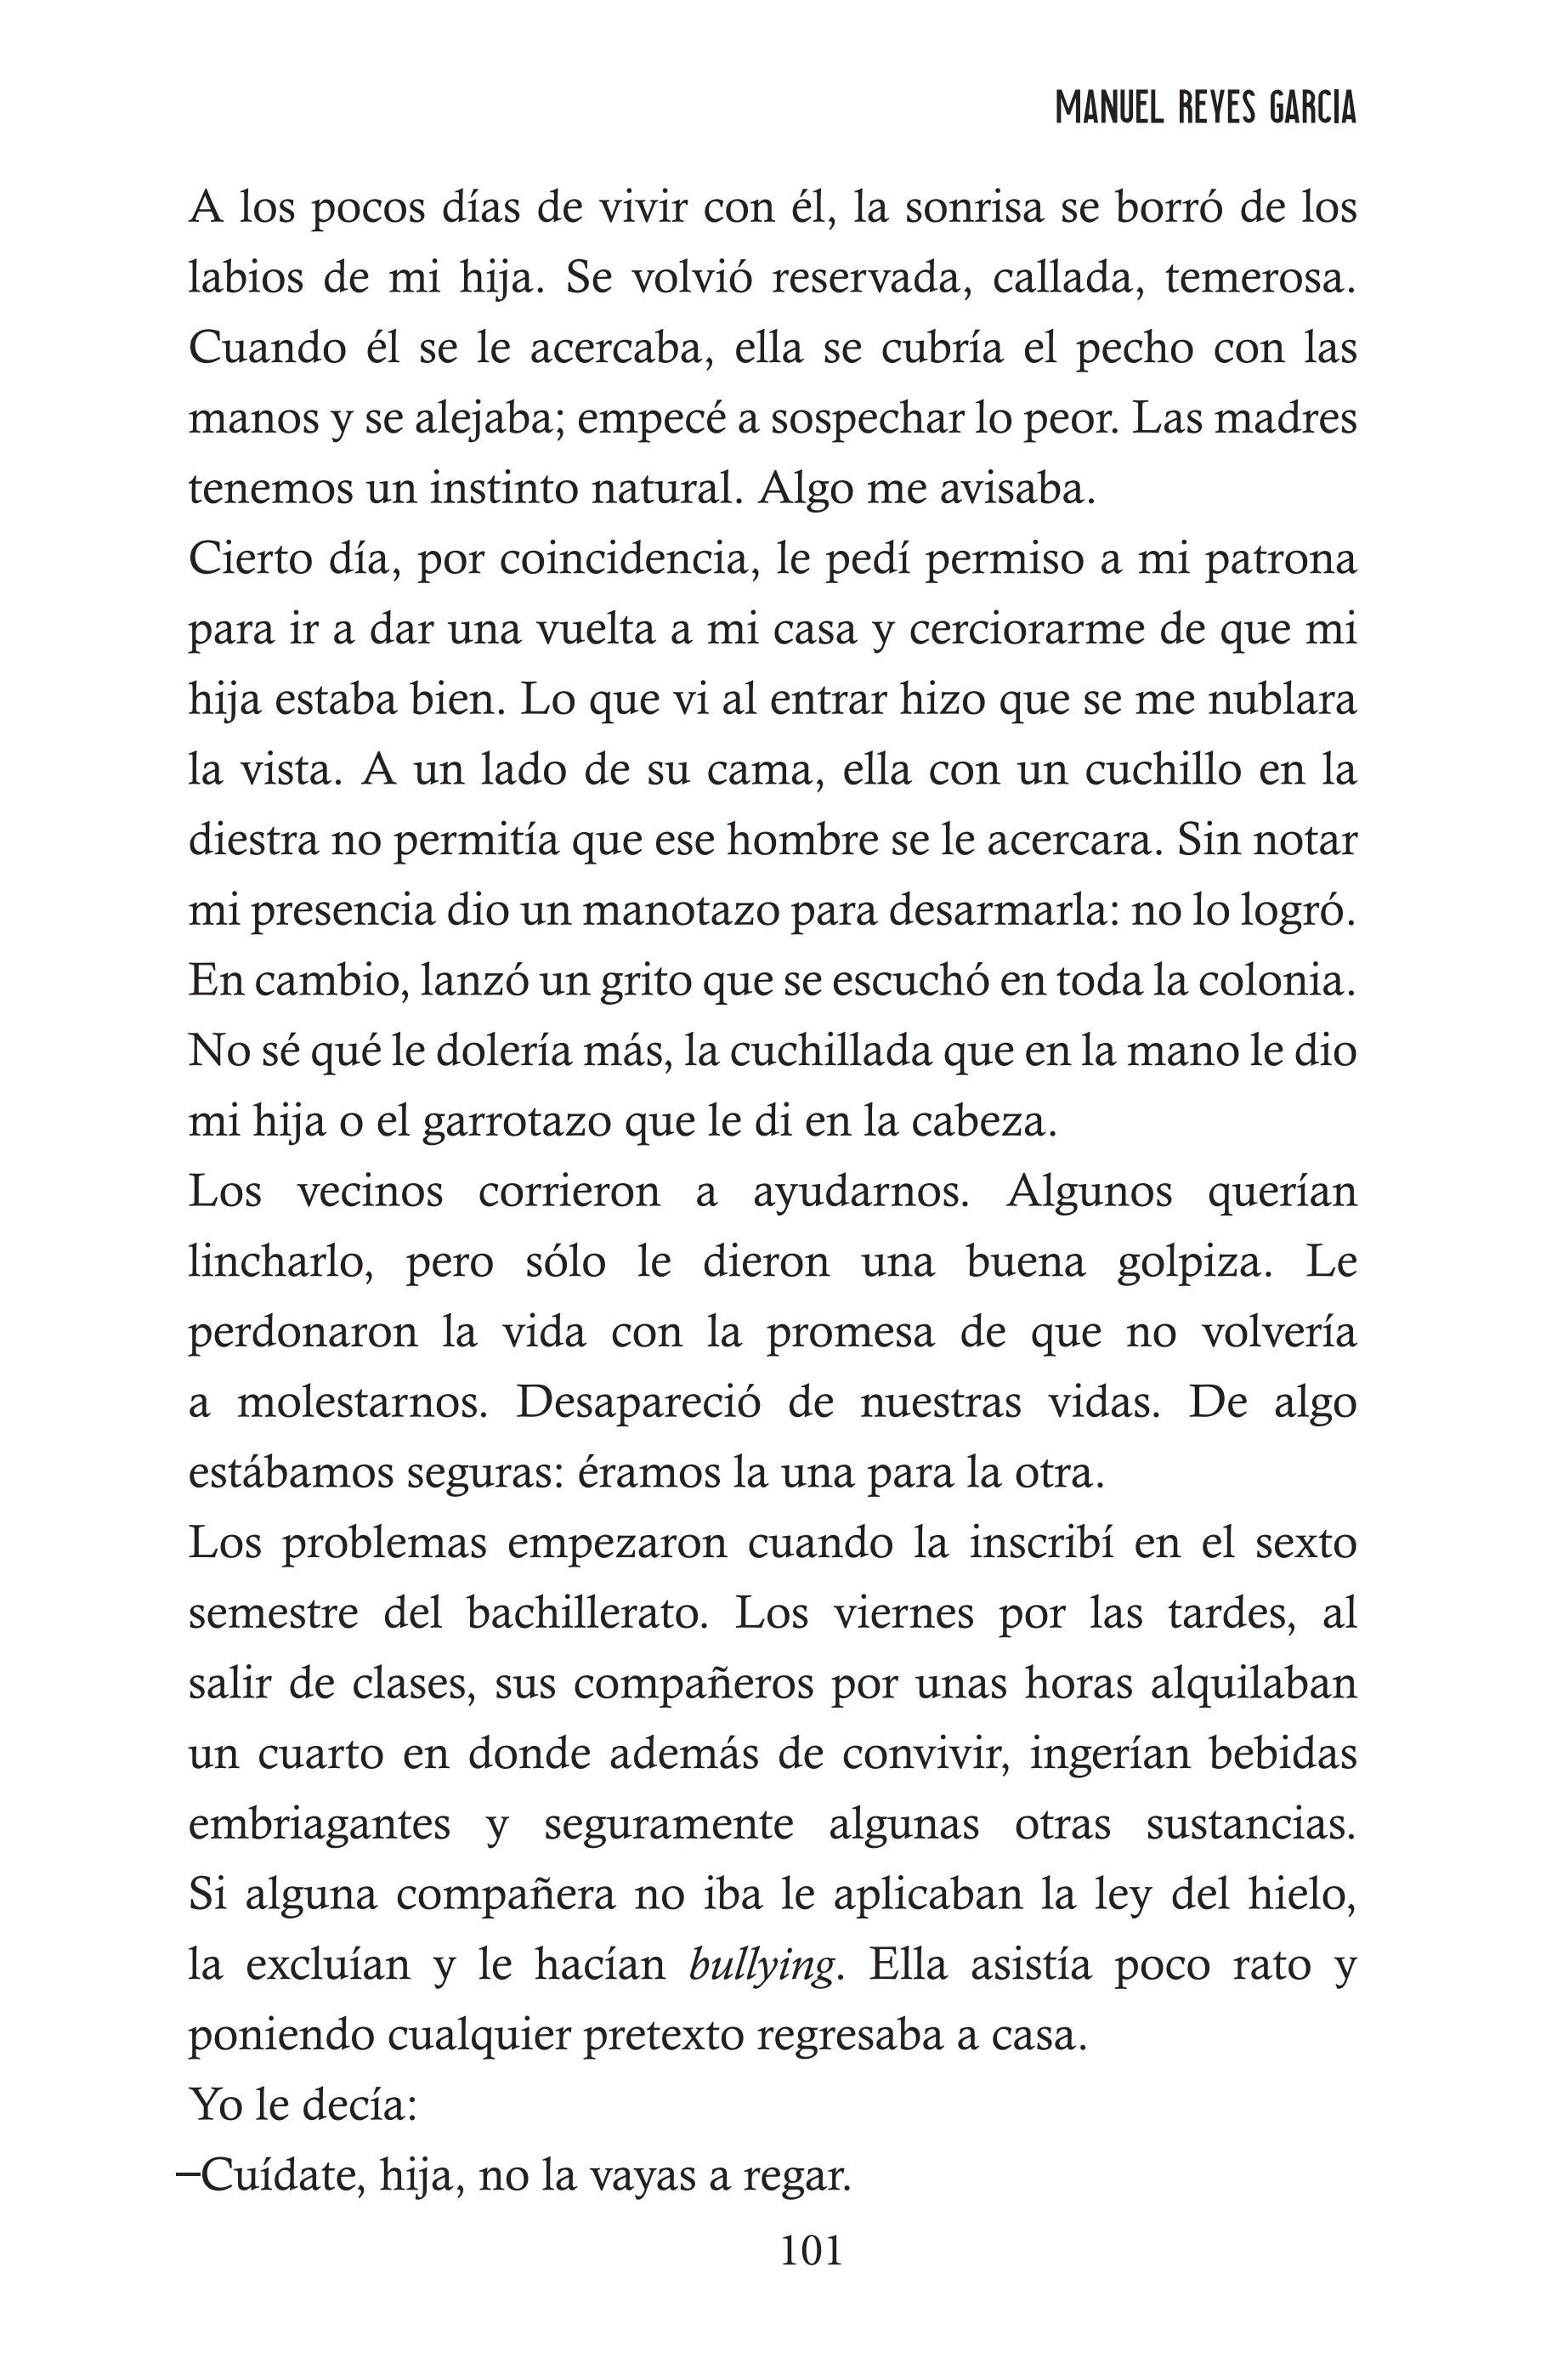 MANUEL REYES GARCIA
A los pocos días de vivir con él, la sonrisa se borró de los
labios de mi hija. Se volvió reservada, callada, temerosa.
Cuando él se le acercaba, ella se cubría el pecho con las
manos y se alejaba; empecé a sospechar lo peor. Las madres
tenemos un instinto natural. Algo me avisaba.
Cierto día, por coincidencia, le pedí permiso a mi patrona
para ir a dar una vuelta a mi casa y cerciorarme de que mi
hija estaba bien. Lo que vi al entrar hizo que se me nublara
la vista. A un lado de su cama, ella con un cuchillo en la
diestra no permitía que ese hombre se le acercara. Sin notar
mi presencia dio un manotazo para desarmarla: no lo logró.
En cambio, lanzó un grito que se escuchó en toda la colonia.
No sé qué le dolería más, la cuchillada que en la mano le dio
mi hija o el garrotazo que le di en la cabeza.
Los vecinos corrieron a ayudarnos. Algunos querían
lincharlo, pero sólo le dieron una buena golpiza. Le
perdonaron la vida con la promesa de que no volvería
a molestarnos. Desapareció de nuestras vidas. De algo
estábamos seguras: éramos la una para la otra.
Los problemas empezaron cuando la inscribí en el sexto
semestre del bachillerato. Los viernes por las tardes, al
salir de clases, sus compañeros por unas horas alquilaban
un cuarto en donde además de convivir, ingerían bebidas
embriagantes y seguramente algunas otras sustancias.
Si alguna compañera no iba le aplicaban la ley del hielo,
la excluían y le hacían bullying. Ella asistía poco rato y
poniendo cualquier pretexto regresaba a casa.
Yo le decía:
–Cuídate, hija, no la vayas a regar.
101